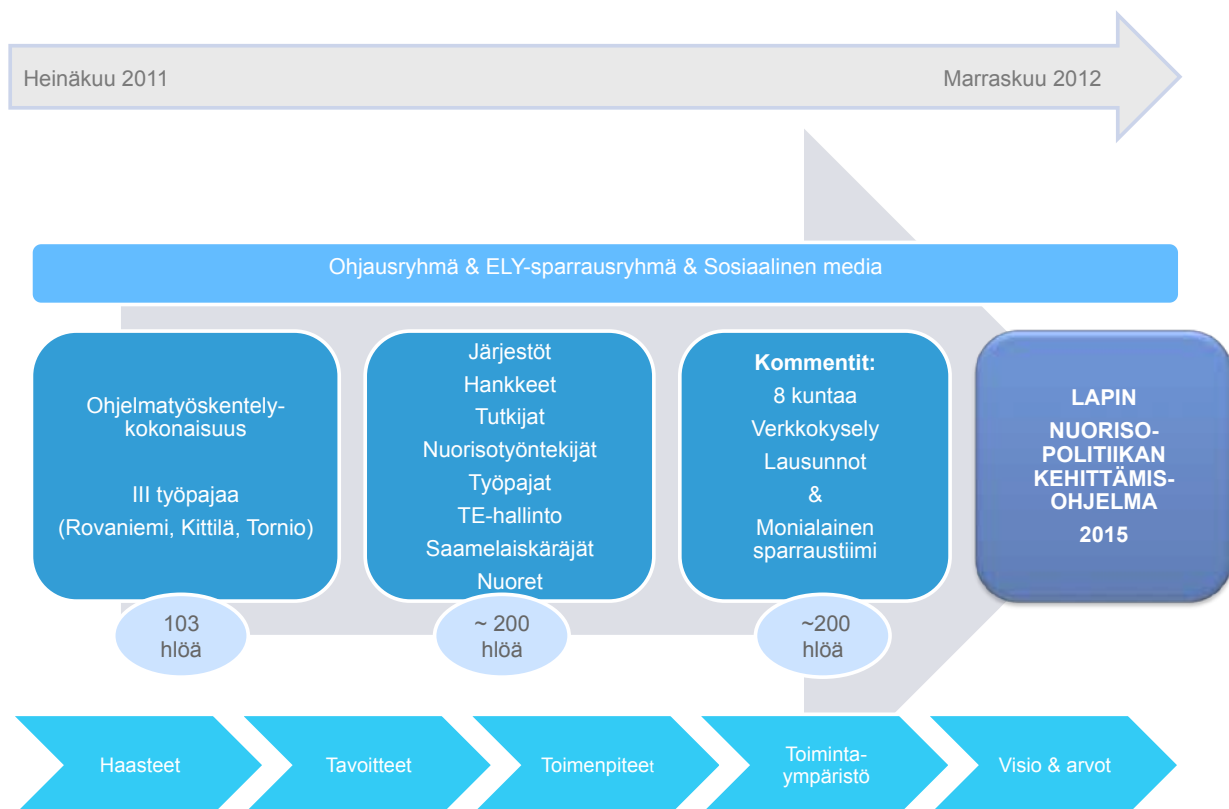 Heinäkuu 2011
Marraskuu 2012
Ohjausryhmä & ELY-sparrausryhmä & Sosiaalinen media
Ohjelmatyöskentely-
kokonaisuus
III työpajaa
(Rovaniemi, Kittilä, Tornio)
103
hlöä
Järjestöt
Hankkeet
Tutkijat
Nuorisotyöntekijät
Työpajat
TE-hallinto
Saamelaiskäräjät
Nuoret
~ 200
hlöä
Kommentit:
8 kuntaa
Verkkokysely
Lausunnot
&
Monialainen
sparraustiimi
~200
hlöä
LAPIN
NUORISO-
POLITIIKAN
KEHITTÄMIS-
OHJELMA
2015
Haasteet
Tavoitteet
Toimenpiteet
Toiminta-
ympäristö
Visio & arvot